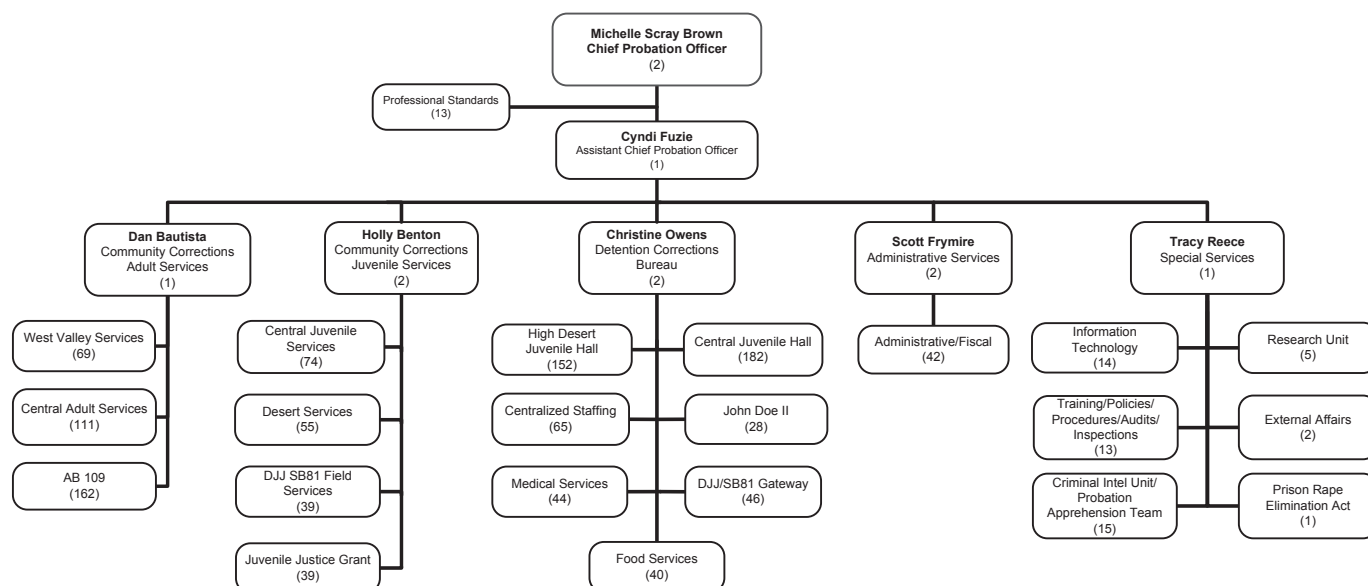 Michelle Scray Brown
Chief Probation Officer
(2)
Professional Standards
(13)
Cyndi Fuzie
Assistant Chief Probation Officer
(1)
Dan Bautista
Community Corrections
Adult Services
(1)
Holly Benton
Community Corrections
Juvenile Services
(2)
Christine Owens
Detention Corrections
Bureau
(2)
Scott Frymire
Administrative Services
(2)
Tracy Reece
Special Services
(1)
West Valley Services
(69)
Central Adult Services
(111)
AB 109
(162)
Central Juvenile
Services
(74)
Desert Services
(55)
DJJ SB81 Field
Services
(39)
Juvenile Justice Grant
(39)
High Desert
Juvenile Hall
(152)
Central Juvenile Hall
(182)
Centralized Staffing
(65)
John Doe II
(28)
Medical Services
(44)
DJJ/SB81 Gateway
(46)
Food Services
(40)
Administrative/Fiscal
(42)
Information
Technology
(14)
Research Unit
(5)
Training/Policies/
Procedures/Audits/
Inspections
(13)
External Affairs
(2)
Criminal Intel Unit/
Probation
Apprehension Team
(15)
Prison Rape
Elimination Act
(1)